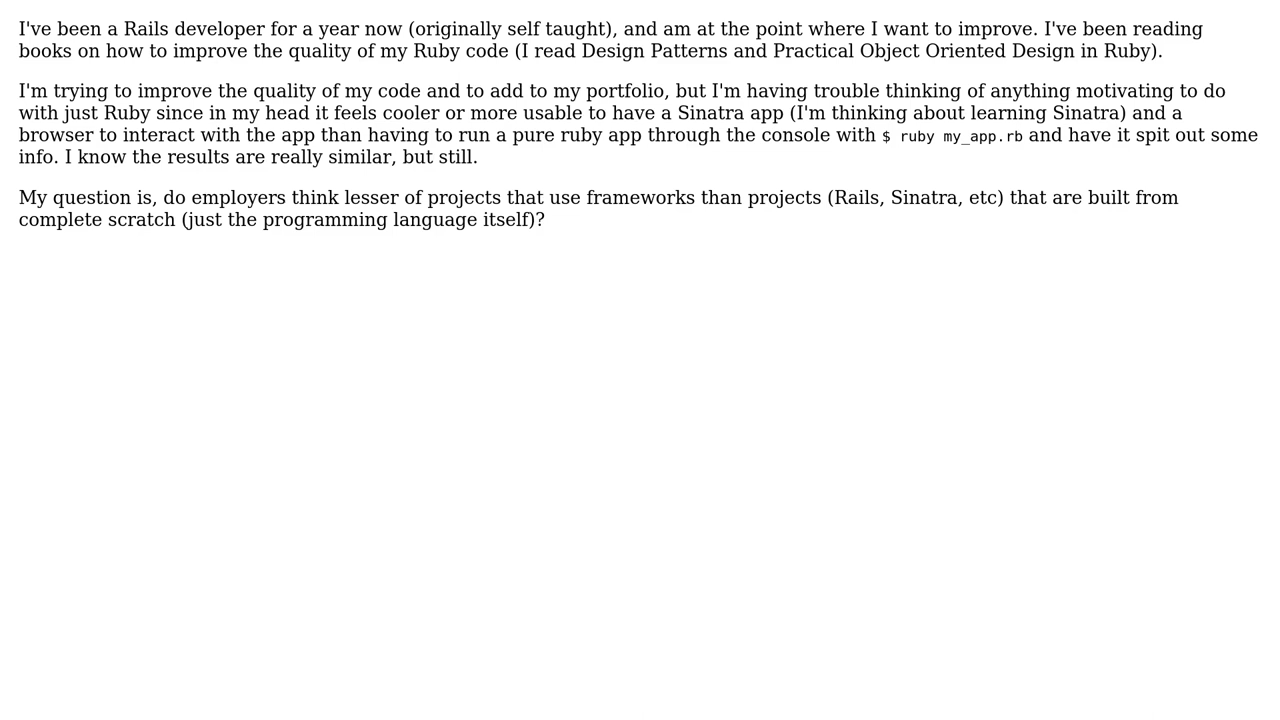 I've been a Rails developer for a year now (originally self taught), and am at the point where I want to improve. I've been reading
books on how to improve the quality of my Ruby code (I read Design Patterns and Practical Object Oriented Design in Ruby).
I'm trying to improve the quality of my code and to add to my portfolio, but I'm having trouble thinking of anything motivating to do
with just Ruby since in my head it feels cooler or more usable to have a Sinatra app (I'm thinking about learning Sinatra) and a
browser to interact with the app than having to run a pure ruby app through the console with $ ruby my_app.rb and have it spit out some
info. I know the results are really similar, but still.
My question is, do employers think lesser of projects that use frameworks than projects (Rails, Sinatra, etc) that are built from
complete scratch (just the programming language itself)?